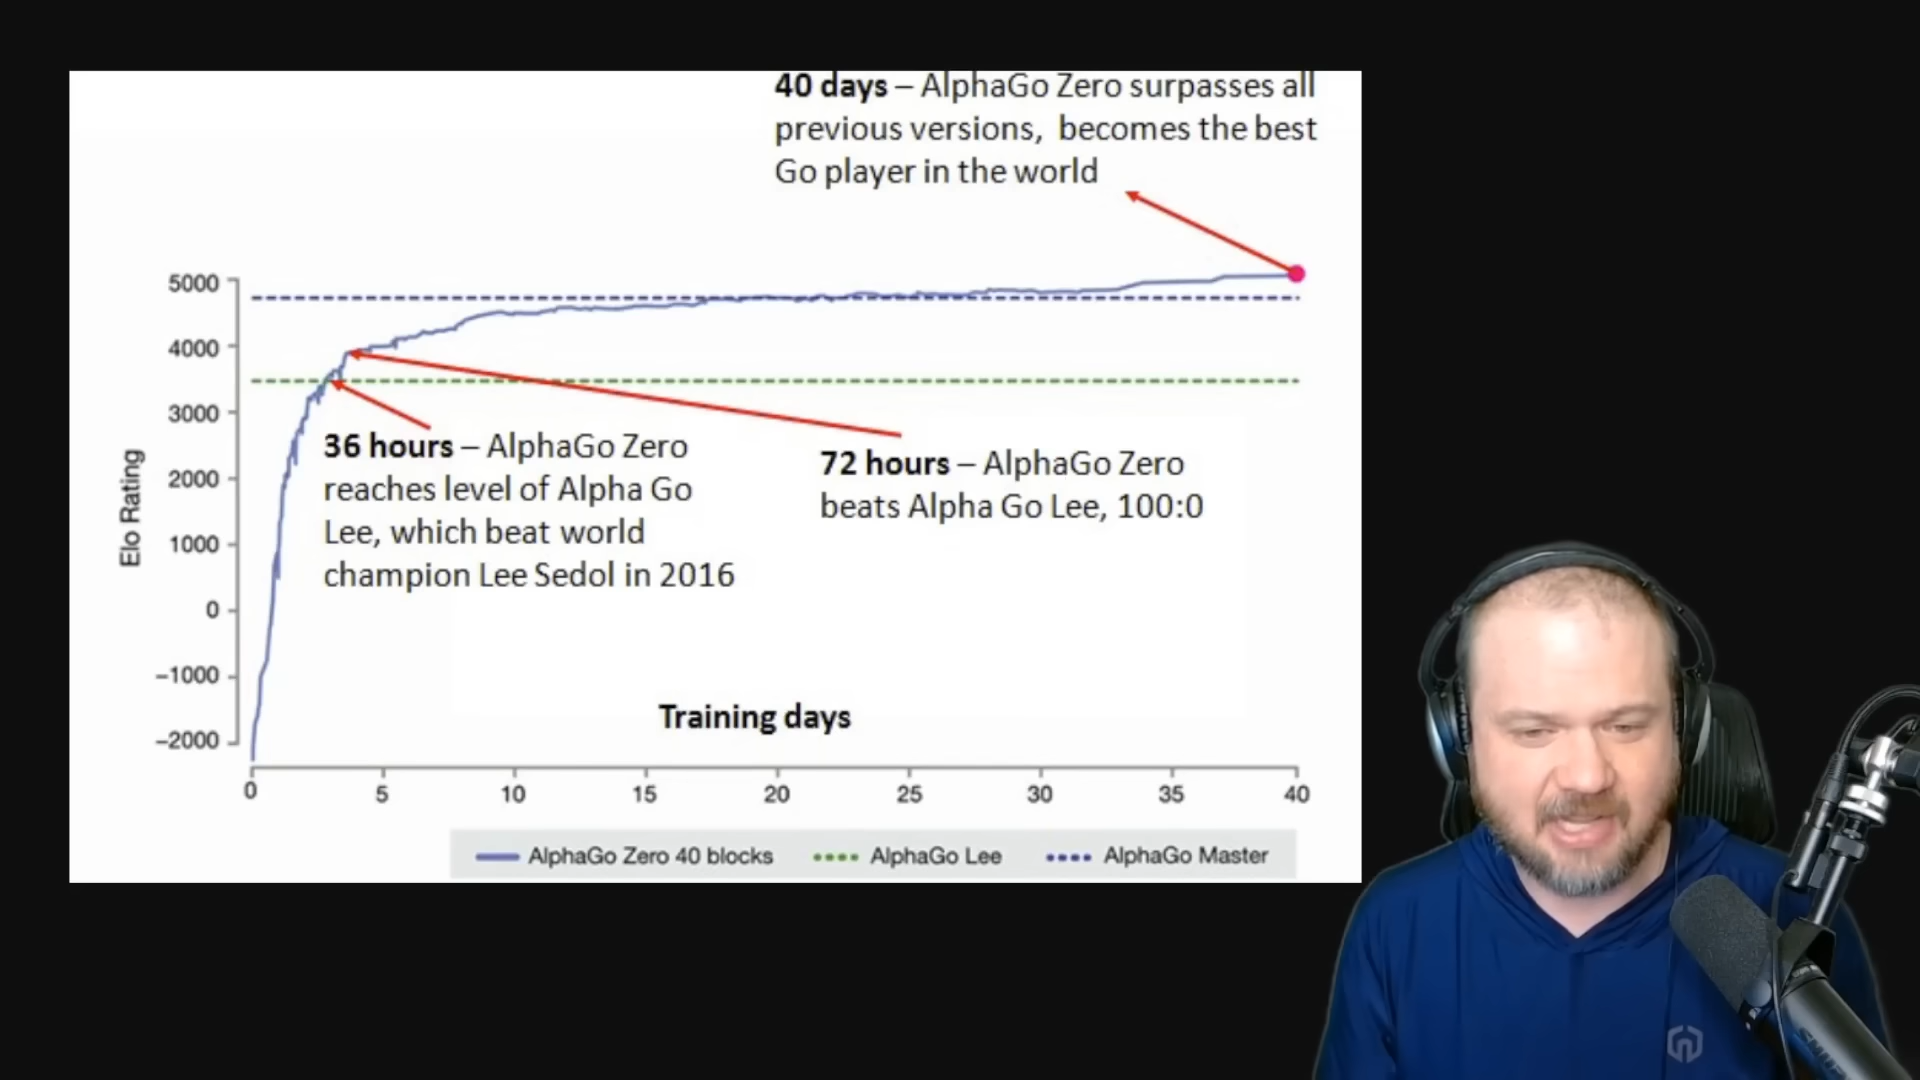 40 days – AlphaGo Zero surpasses all
previous versions, becomes the best
Go player in the world
5000
4000
3000
2000
1000
0
−1000
−2000
Elo Rating
36 hours – AlphaGo Zero
reaches level of Alpha Go
Lee, which beat world
champion Lee Sedol in 2016
72 hours – AlphaGo Zero
beats Alpha Go Lee, 100:0
Training days
0 5 10 15 20 25 30 35 40
AlphaGo Zero 40 blocks AlphaGo Lee AlphaGo Master